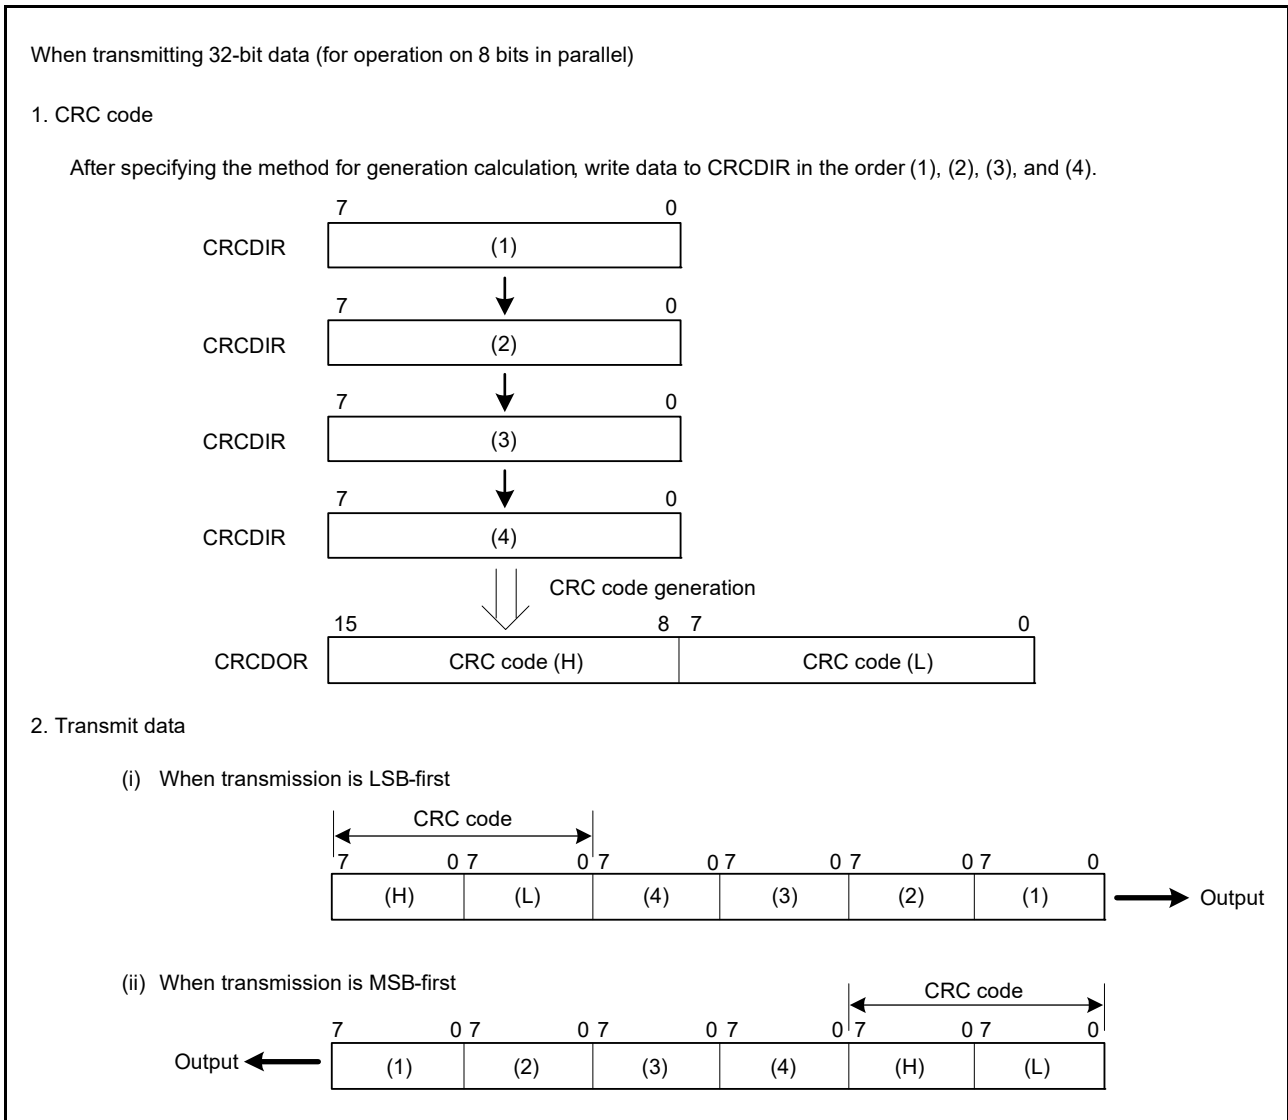 When transmitting 32-bit data (for operation on 8 bits in parallel)
1. CRC code
After specifying the method for generation calculation, write data to CRCDIR in the order (1), (2), (3), and (4).
7 0
CRCDIR (1)
7 0
CRCDIR (2)
7 0
CRCDIR (3)
7 0
CRCDIR (4)
CRC code generation
15 8 7 0
CRCDOR CRC code (H) CRC code (L)
2. Transmit data
(i) When transmission is LSB-first
CRC code
7 0 7 0 7 0 7 0 7 0 7 0
(H) (L) (4) (3) (2) (1) Output
(ii) When transmission is MSB-first
CRC code
7 0 7 0 7 0 7 0 7 0 7 0
Output (1) (2) (3) (4) (H) (L)